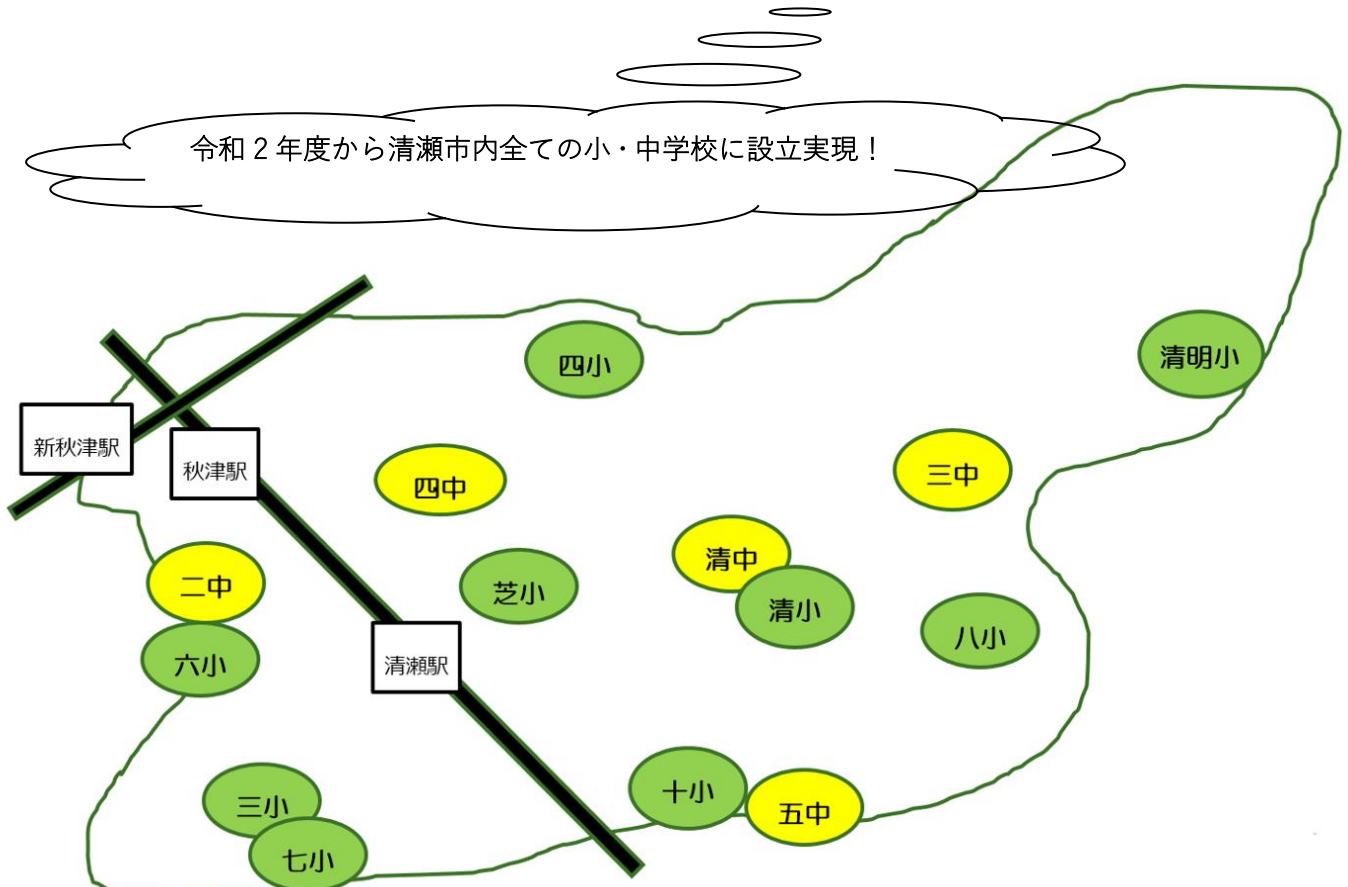 令和2年度から清瀬市内全ての小・中学校に設立実現！
四小
清明小
新秋津駅
秋津駅
四中
三中
清中
二中
芝小
清小
八小
六小
清瀬駅
十小
三小
五中
七小